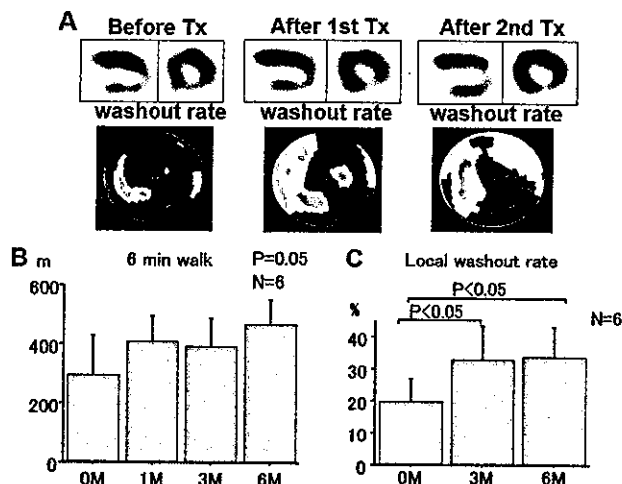 A
Before Tx
After 1st Tx
After 2nd Tx
washout rate
washout rate
washout rate
B
m
6 min walk
P=0.05
N=6
600
400
200
0
0M
1M
3M
6M
C
Local washout rate
P<0.05
P<0.05
N=6
%
40
30
20
10
0
0M
3M
6M